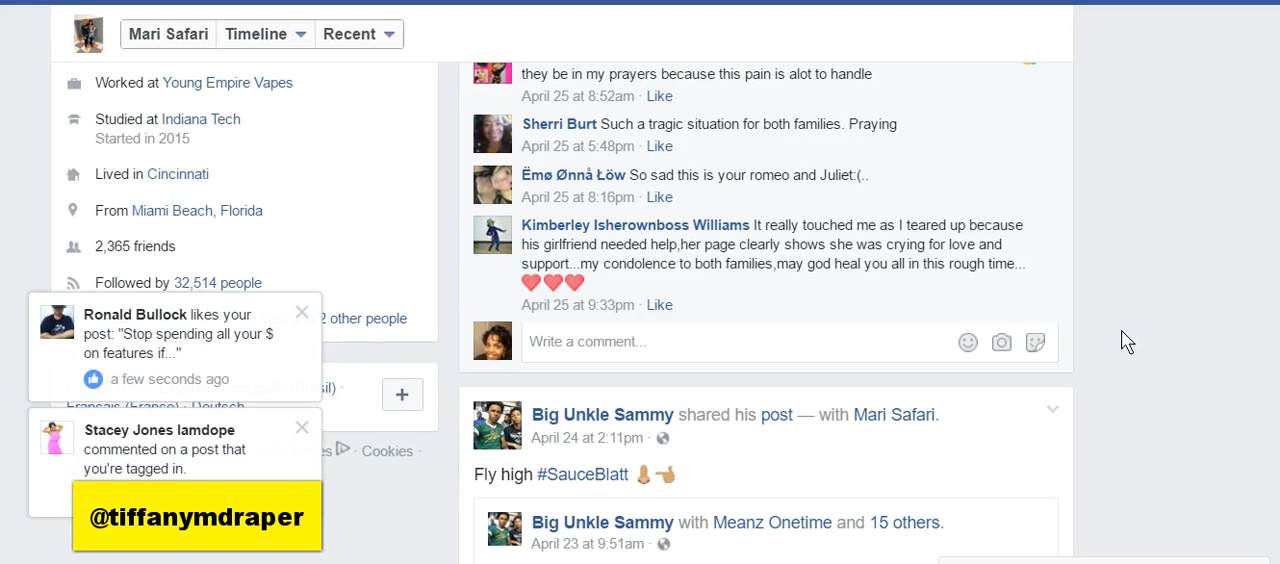 Mari Safari
Timeline
Recent
Worked at Young Empire Vapes
Studied at Indiana Tech
Started in 2015
Lived in Cincinnati
From Miami Beach, Florida
2,365 friends
Followed by 32,514 people
2 other people
Ronald Bullock likes your
post: "Stop spending all your $
on features if..."
a few seconds ago
Français (France) · Deutsch
Cookies ·
Stacey Jones Iamdope
commented on a post that
you're tagged in.
@tiffanymdraper
they be in my prayers because this pain is alot to handle
April 25 at 8:52am · Like
Sherri Burt Such a tragic situation for both families. Praying
April 25 at 5:48pm · Like
Ëmø Ønnå Łöw So sad this is your romeo and Juliet:(..
April 25 at 8:16pm · Like
Kimberley Isherownboss Williams It really touched me as I teared up because
his girlfriend needed help,her page clearly shows she was crying for love and
support...my condolence to both families,may god heal you all in this rough time...
❤❤❤
April 25 at 9:33pm · Like
Write a comment...
Big Unkle Sammy shared his post — with Mari Safari.
April 24 at 2:11pm ·
Fly high #SauceBlatt 👃👈
Big Unkle Sammy with Meanz Onetime and 15 others.
April 23 at 9:51am ·